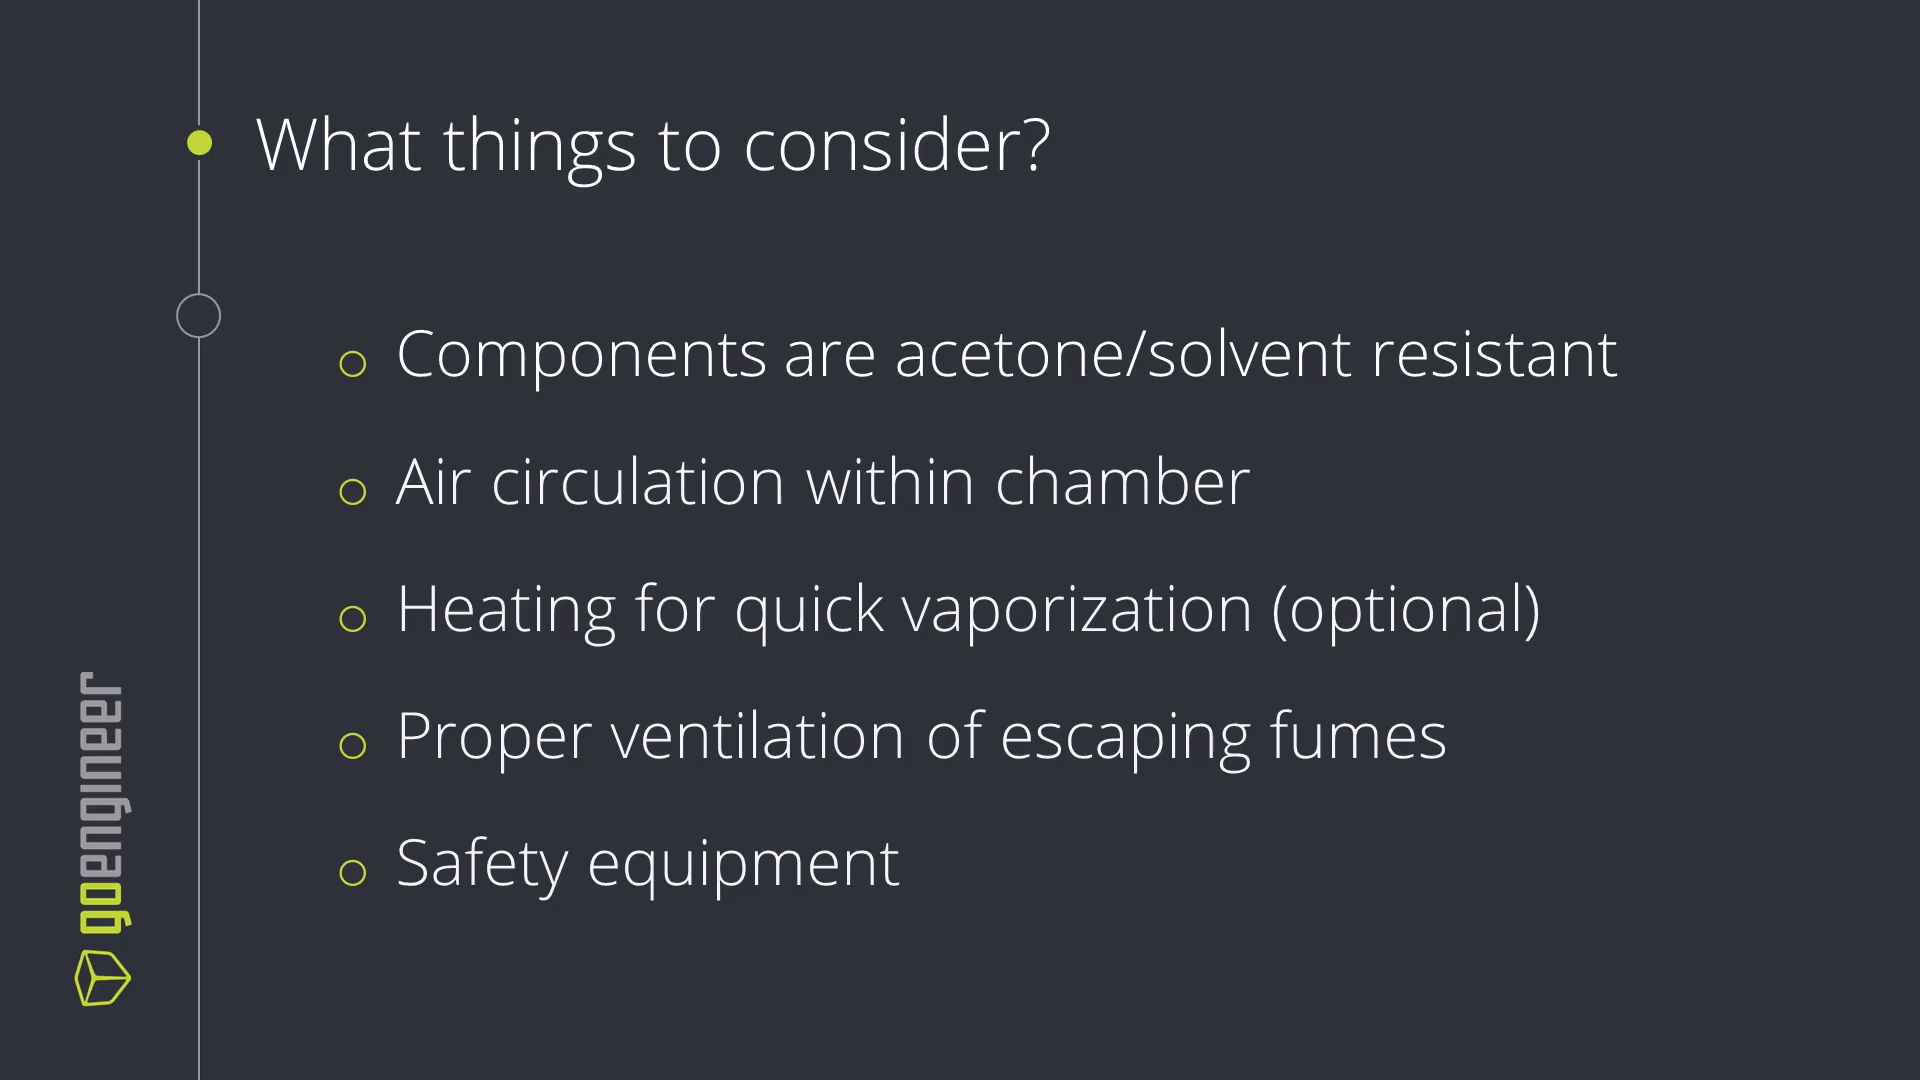 What things to consider?
Components are acetone/solvent resistant
Air circulation within chamber
Heating for quick vaporization (optional)
Proper ventilation of escaping fumes
Safety equipment
goengineer